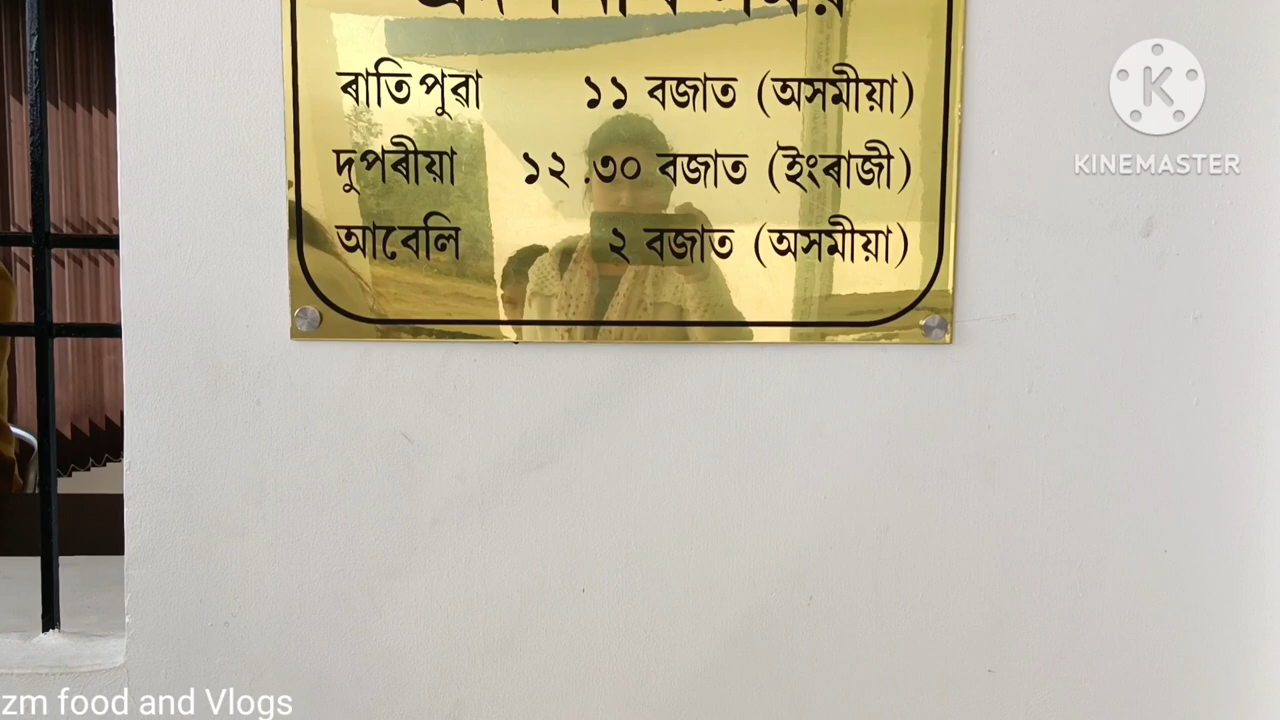 ৰাতিপুৱা ১১ বজাত (অসমীয়া)
দুপৰীয়া ১২.৩০ বজাত (ইংৰাজী)
আবেলি ২ বজাত (অসমীয়া)
KINEMASTER
zm food and Vlogs